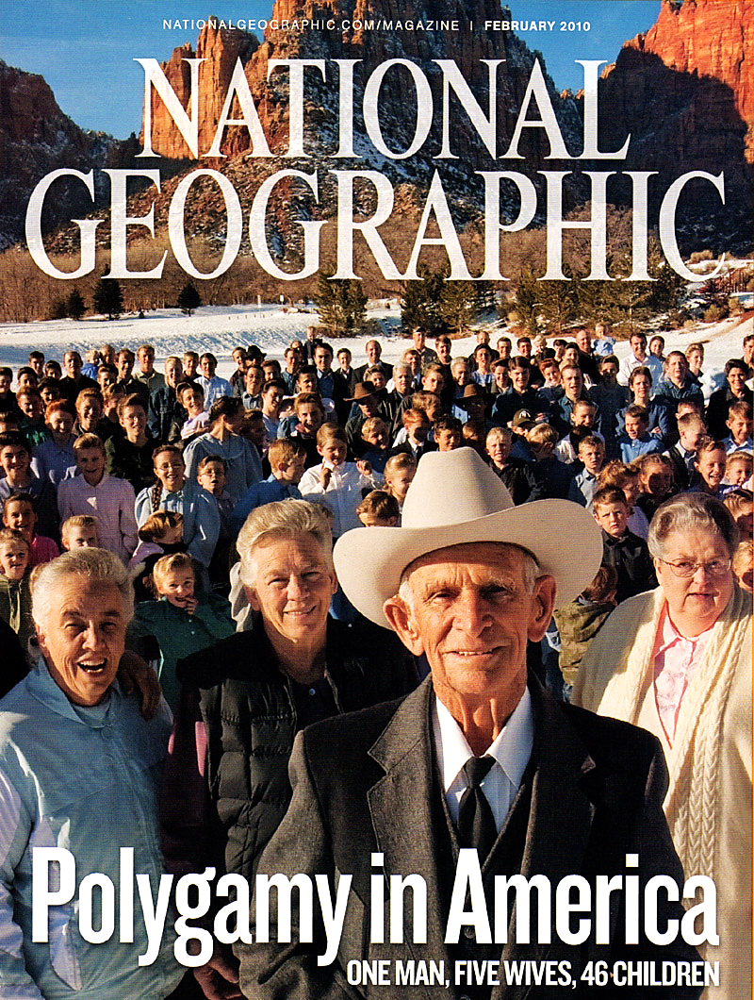 NATIONALGEOGRAPHIC.COM/MAGAZINE | FEBRUARY 2010
NATIONAL
GEOGRAPHIC
Polygamy in America
ONE MAN, FIVE WIVES, 46 CHILDREN